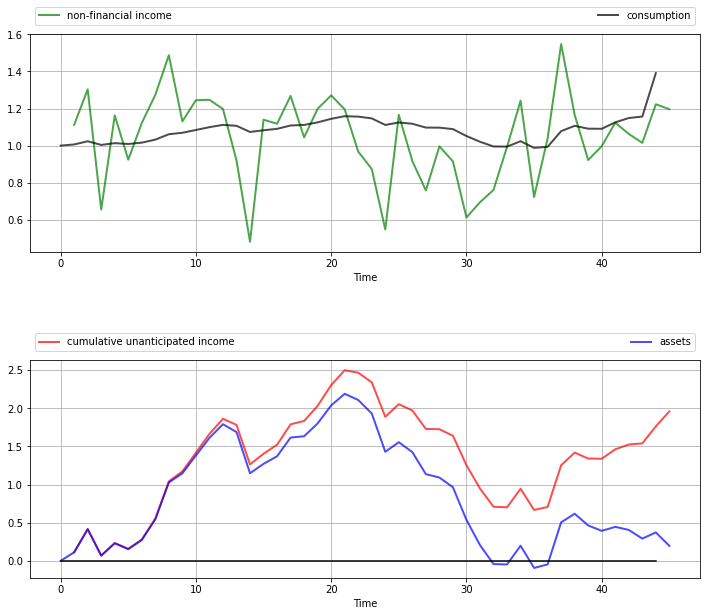 non-financial income consumption
1.6
1.4
1.2
1.0
0.8
0.6
0 10 20 30 40
Time
cumulative unanticipated income assets
2.5
2.0
1.5
1.0
0.5
0.0
0 10 20 30 40
Time